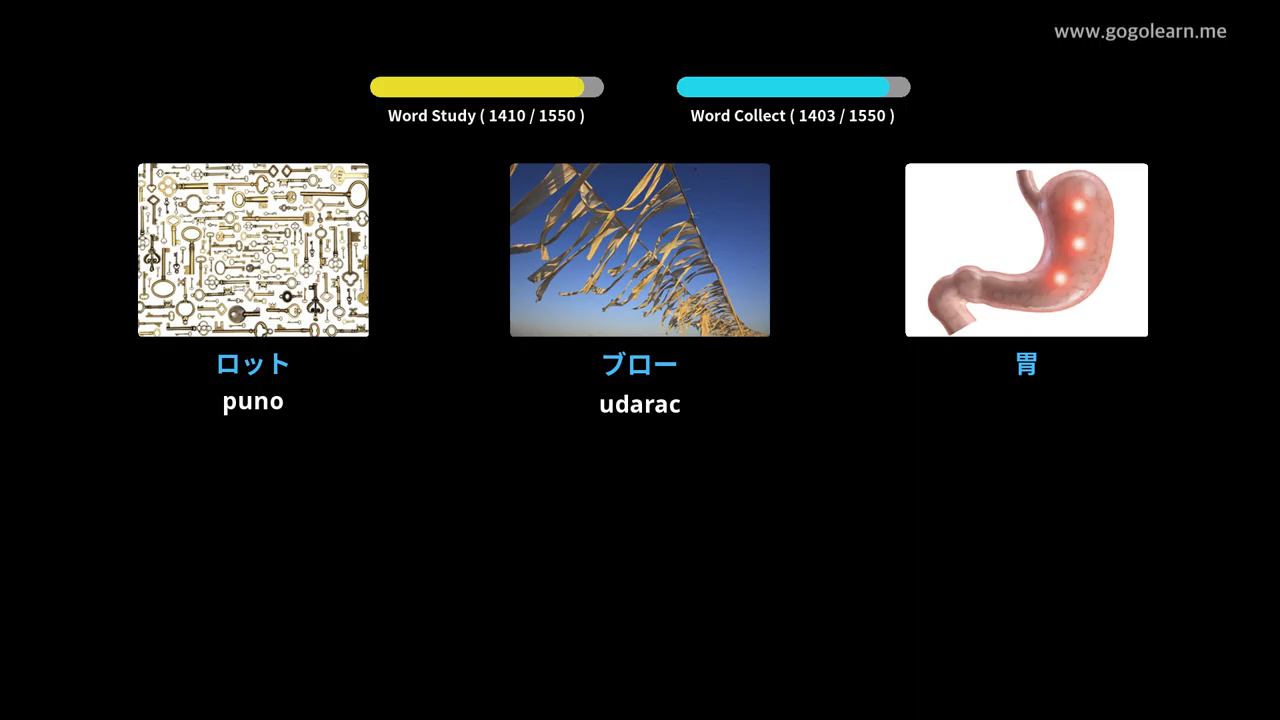 www.gogolearn.me
Word Study ( 1410 / 1550 )
Word Collect ( 1403 / 1550 )
ロット
ブロー
胃
puno
udarac